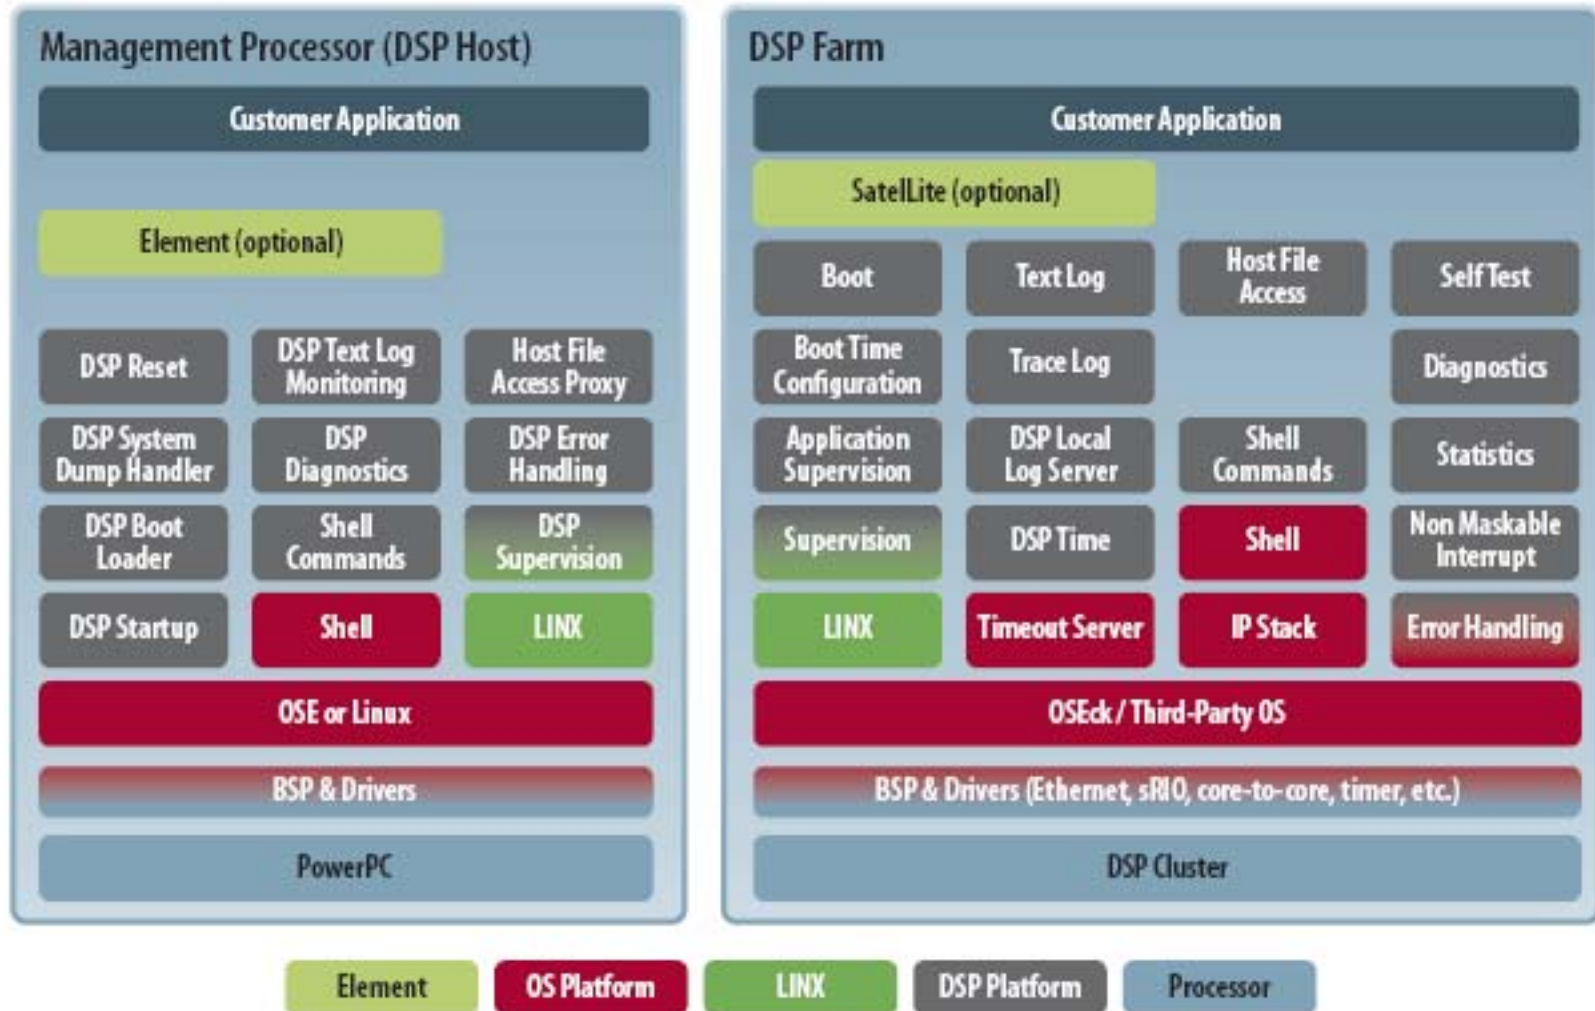 Management Processor (DSP Host)
Customer Application
Element (optional)
DSP Reset
DSP Text Log
Monitoring
Host File
Access Proxy
DSP System
Dump Handler
DSP
Diagnostics
DSP Error
Handling
DSP Boot
Loader
Shell
Commands
DSP
Supervision
DSP Startup
Shell
LINX
OSE or Linux
BSP & Drivers
PowerPC
DSP Farm
Customer Application
SatelLite (optional)
Boot
Text Log
Host File
Access
Self Test
Boot Time
Configuration
Trace Log
Diagnostics
Application
Supervision
DSP Local
Log Server
Shell
Commands
Statistics
Supervision
DSP Time
Shell
Non Maskable
Interrupt
LINX
Timeout Server
IP Stack
Error Handling
OSEck / Third-Party OS
BSP & Drivers (Ethernet, sRIO, core-to-core, timer, etc.)
DSP Cluster
Element
OS Platform
LINX
DSP Platform
Processor